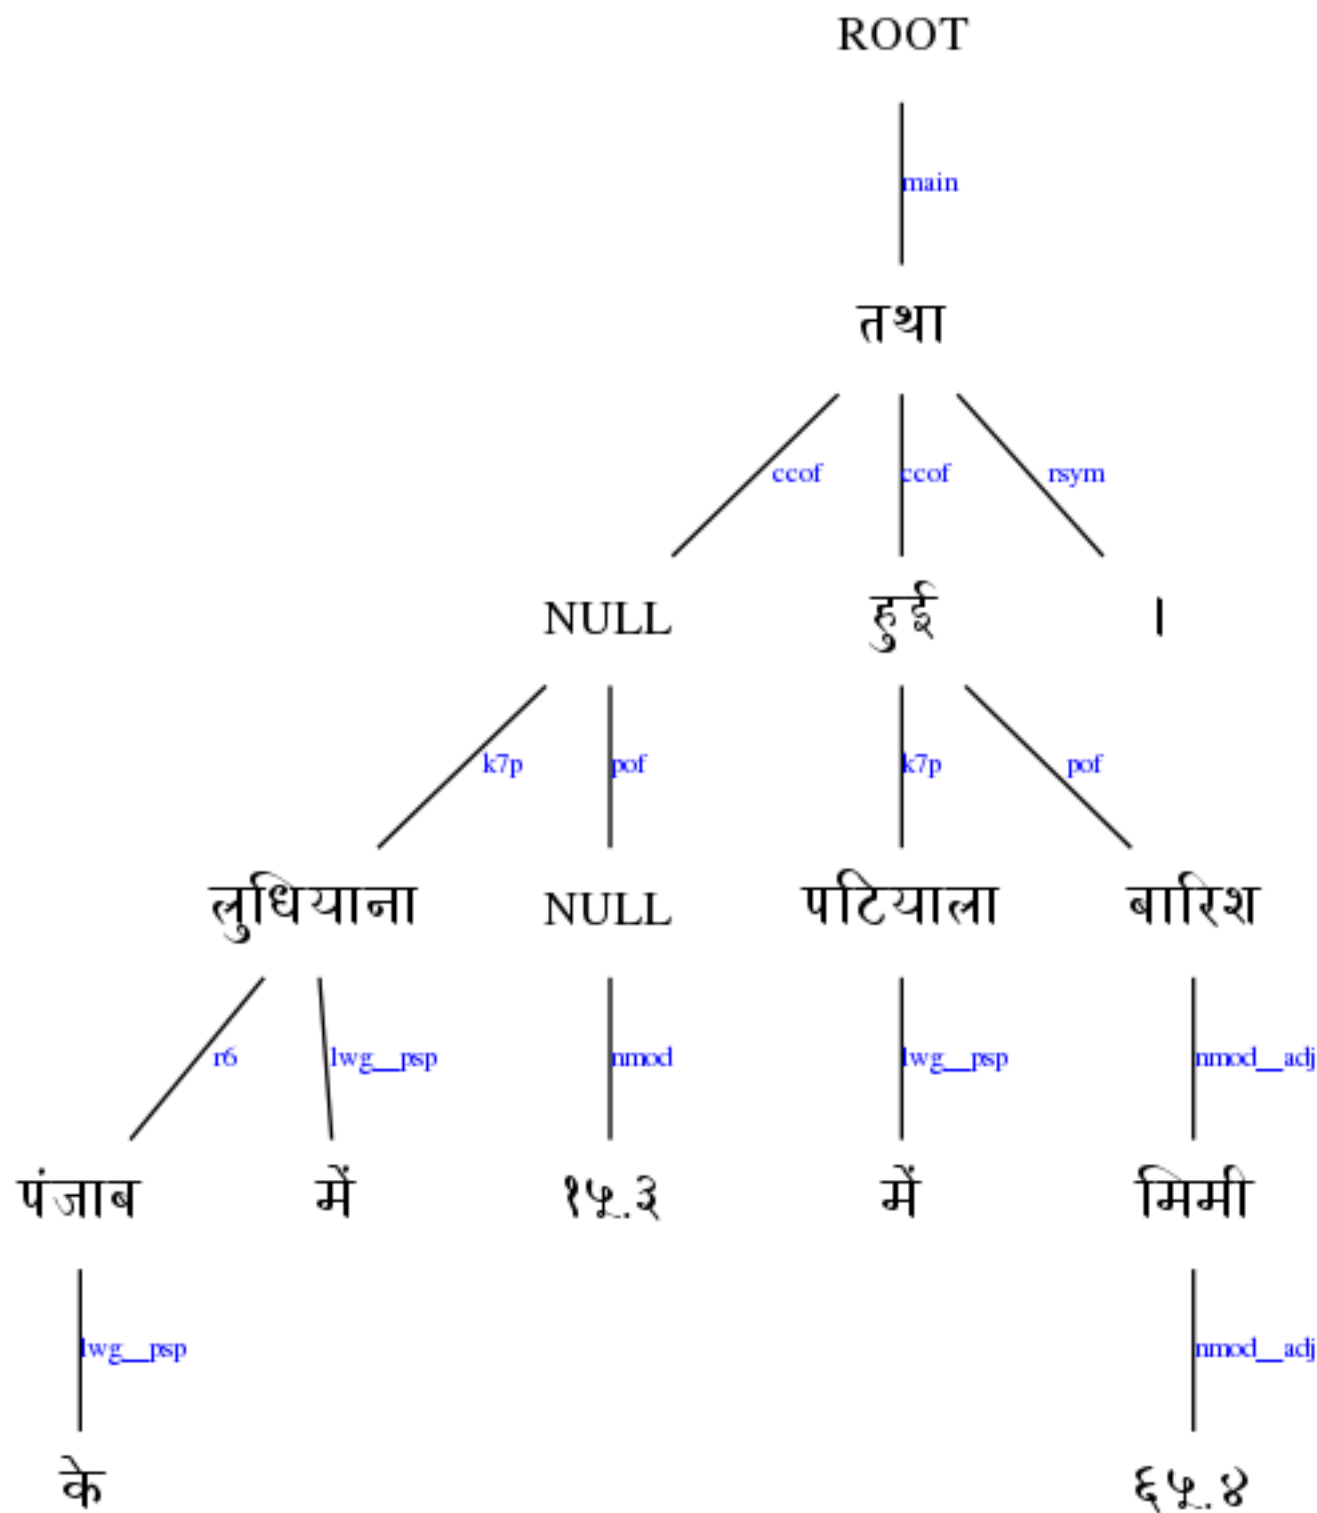 ROOT
main
तथा
ccof ccof rsym
NULL हुई ।
k7p pof k7p pof
लुधियाना NULL पटियाला बारिश
r6 lwg__psp nmod lwg__psp nmod__adj
पंजाब में १५.३ में मिमी
lwg__psp nmod__adj
के ६५.४